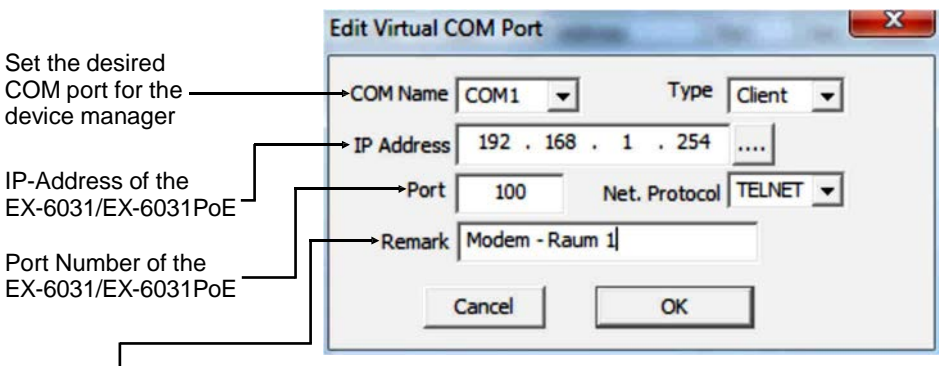 Edit Virtual COM Port
X
Set the desired
COM port for the
device manager
COM Name COM1 Type Client
IP Address 192 . 168 . 1 . 254 ....
IP-Address of the
EX-6031/EX-6031PoE
Port 100 Net. Protocol TELNET
Remark Modem - Raum 1
Port Number of the
EX-6031/EX-6031PoE
Cancel OK